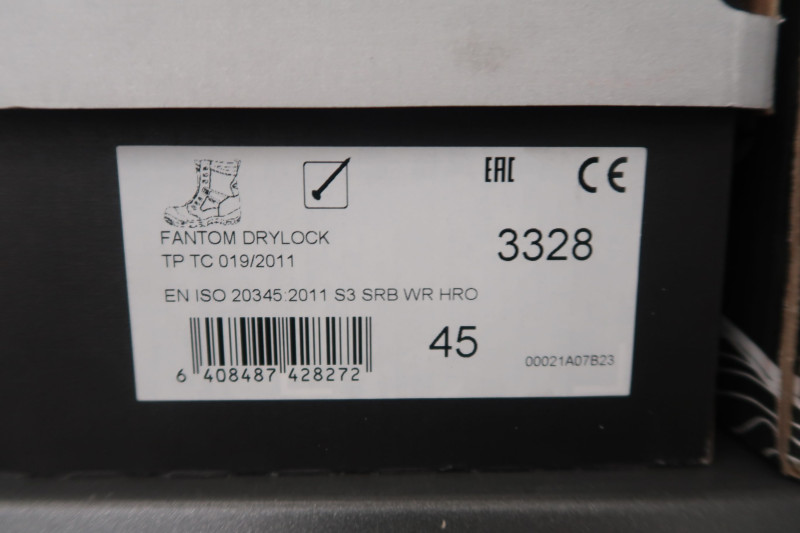 EAC CE
FANTOM DRYLOCK
3328
TP TC 019/2011
EN ISO 20345:2011 S3 SRB WR HRO
45
00021A07B23
6 408487 428272